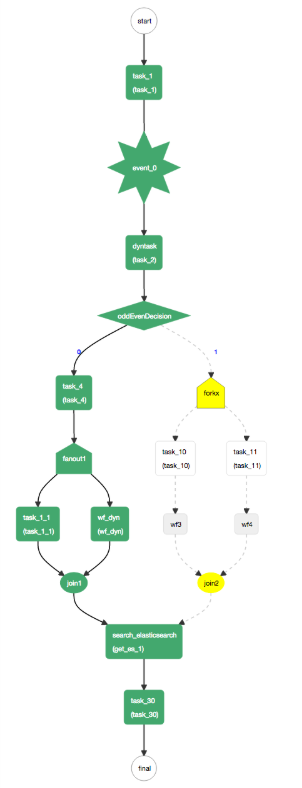 start
task_1
(task_1)
event_0
dyntask
(task_2)
oddEvenDecision
0
1
task_4
(task_4)
forkx
fanout1
task_10
(task_10)
task_11
(task_11)
task_1_1
(task_1_1)
wf_dyn
(wf_dyn)
wf3
wf4
join1
join2
search_elasticsearch
(get_es_1)
task_30
(task_30)
final